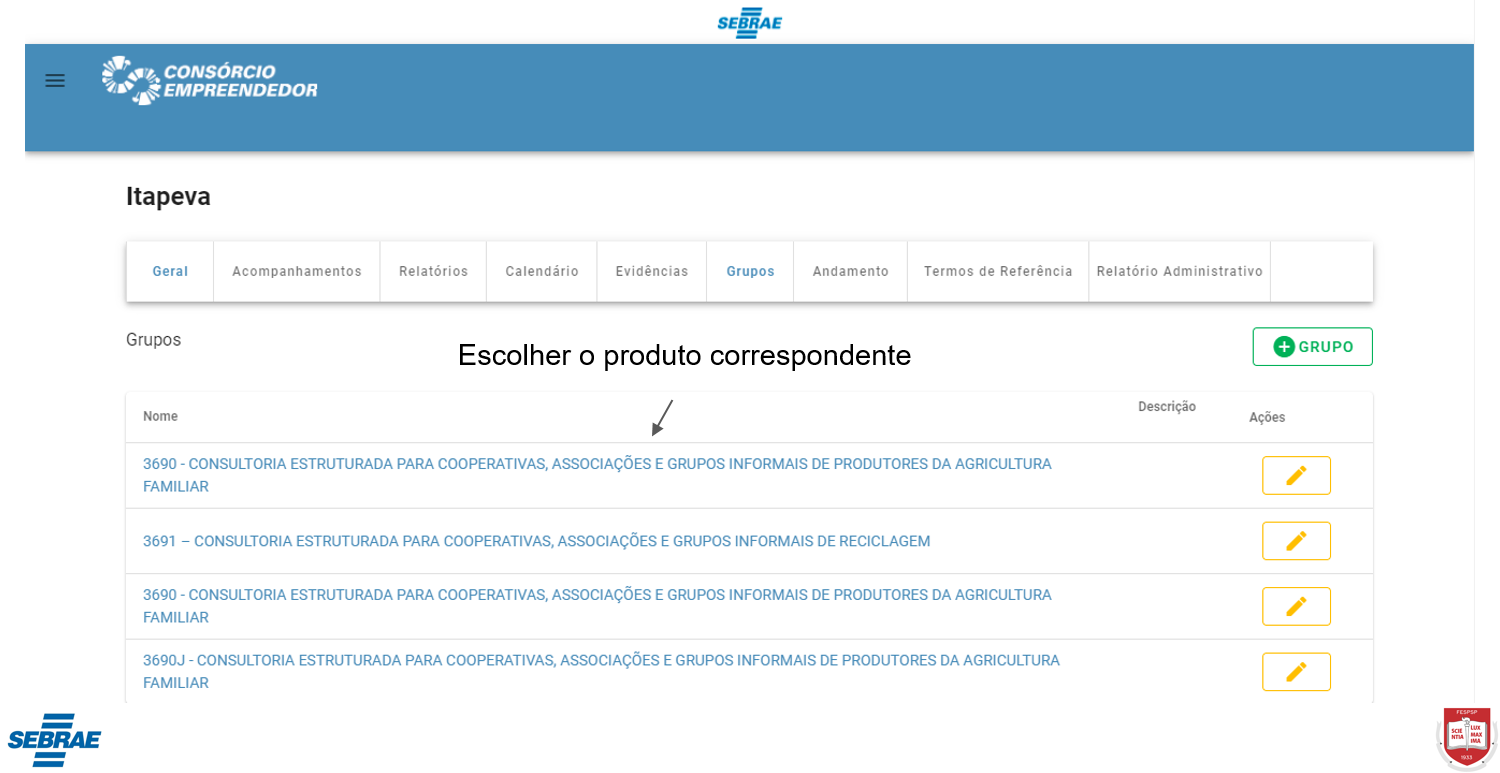 SEBRAE
CONSÓRCIO
EMPREENDEDOR
Itapeva
Geral
Acompanhamentos
Relatórios
Calendário
Evidências
Grupos
Andamento
Termos de Referência
Relatório Administrativo
Grupos
Escolher o produto correspondente
GRUPO
Nome
Descrição
Ações
3690 - CONSULTORIA ESTRUTURADA PARA COOPERATIVAS, ASSOCIAÇÕES E GRUPOS INFORMAIS DE PRODUTORES DA AGRICULTURA
FAMILIAR
3691 – CONSULTORIA ESTRUTURADA PARA COOPERATIVAS, ASSOCIAÇÕES E GRUPOS INFORMAIS DE RECICLAGEM
3690 - CONSULTORIA ESTRUTURADA PARA COOPERATIVAS, ASSOCIAÇÕES E GRUPOS INFORMAIS DE PRODUTORES DA AGRICULTURA
FAMILIAR
3690J - CONSULTORIA ESTRUTURADA PARA COOPERATIVAS, ASSOCIAÇÕES E GRUPOS INFORMAIS DE PRODUTORES DA AGRICULTURA
FAMILIAR
SEBRAE
FESPSP
SCIE
NTIA
LUX
MAX
IMA
1933